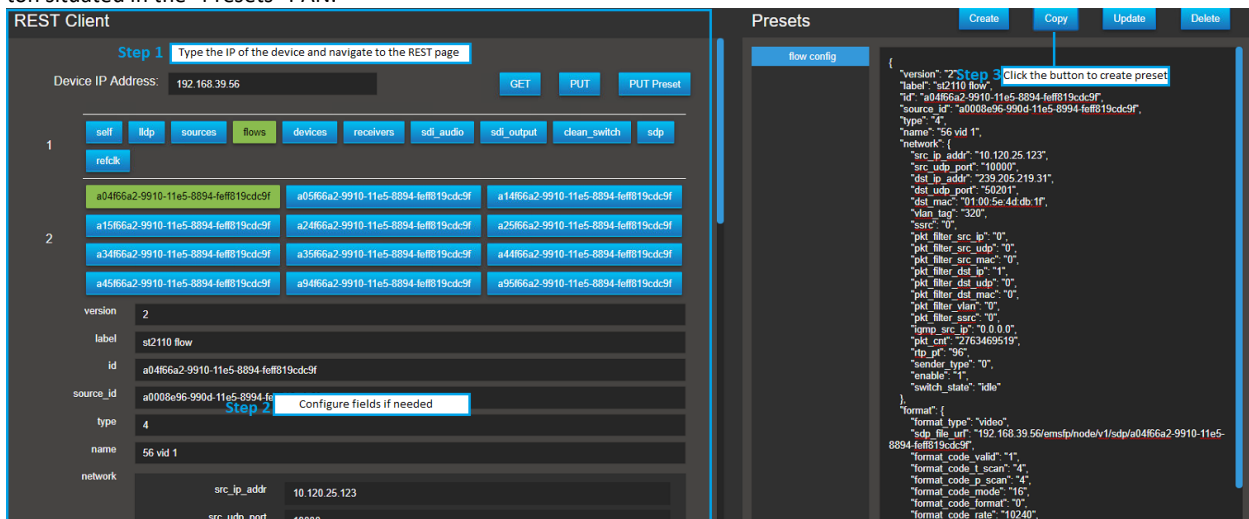 ton situated in the "Presets" PAN.
REST Client
Step 1 Type the IP of the device and navigate to the REST page
Device IP Address: 192.168.39.56 GET PUT PUT Preset
1
self lldp sources flows devices receivers sdi_audio sdi_output clean_switch sdp
refclk
2
a04f66a2-9910-11e5-8894-feff819cdc9f a05f66a2-9910-11e5-8894-feff819cdc9f a14f66a2-9910-11e5-8894-feff819cdc9f
a15f66a2-9910-11e5-8894-feff819cdc9f a24f66a2-9910-11e5-8894-feff819cdc9f a25f66a2-9910-11e5-8894-feff819cdc9f
a34f66a2-9910-11e5-8894-feff819cdc9f a35f66a2-9910-11e5-8894-feff819cdc9f a44f66a2-9910-11e5-8894-feff819cdc9f
a45f66a2-9910-11e5-8894-feff819cdc9f a94f66a2-9910-11e5-8894-feff819cdc9f a95f66a2-9910-11e5-8894-feff819cdc9f
version 2
label st2110 flow
id a04f66a2-9910-11e5-8894-feff819cdc9f
source_id a0008e96-990d-11e5-8994-fe
Step 2 Configure fields if needed
type 4
name 56 vid 1
network
src_ip_addr 10.120.25.123
src_udp_port 10000
Presets Create Copy Update Delete
flow config
{
"version": "2",
Step 3 Click the button to create preset
"label": "st2110 flow",
"id": "a04f66a2-9910-11e5-8894-feff819cdc9f",
"source_id": "a0008e96-990d-11e5-8994-feff819cdc9f",
"type": "4",
"name": "56 vid 1",
"network": {
"src_ip_addr": "10.120.25.123",
"src_udp_port": "10000",
"dst_ip_addr": "239.205.219.31",
"dst_udp_port": "50201",
"dst_mac": "01:00:5e:4d:db:1f",
"vlan_tag": "320",
"ssrc": "0",
"pkt_filter_src_ip": "0",
"pkt_filter_src_udp": "0",
"pkt_filter_src_mac": "0",
"pkt_filter_dst_ip": "1",
"pkt_filter_dst_udp": "0",
"pkt_filter_dst_mac": "0",
"pkt_filter_vlan": "0",
"pkt_filter_ssrc": "0",
"igmp_src_ip": "0.0.0.0",
"pkt_cnt": "2763469519",
"rtp_pt": "96",
"sender_type": "0",
"enable": "1",
"switch_state": "idle"
},
"format": {
"format_type": "video",
"sdp_file_url": "192.168.39.56/emsfp/node/v1/sdp/a04f66a2-9910-11e5-
8894-feff819cdc9f",
"format_code_valid": "1",
"format_code_t_scan": "4",
"format_code_p_scan": "4",
"format_code_mode": "16",
"format_code_format": "0",
"format_code_rate": "10240",